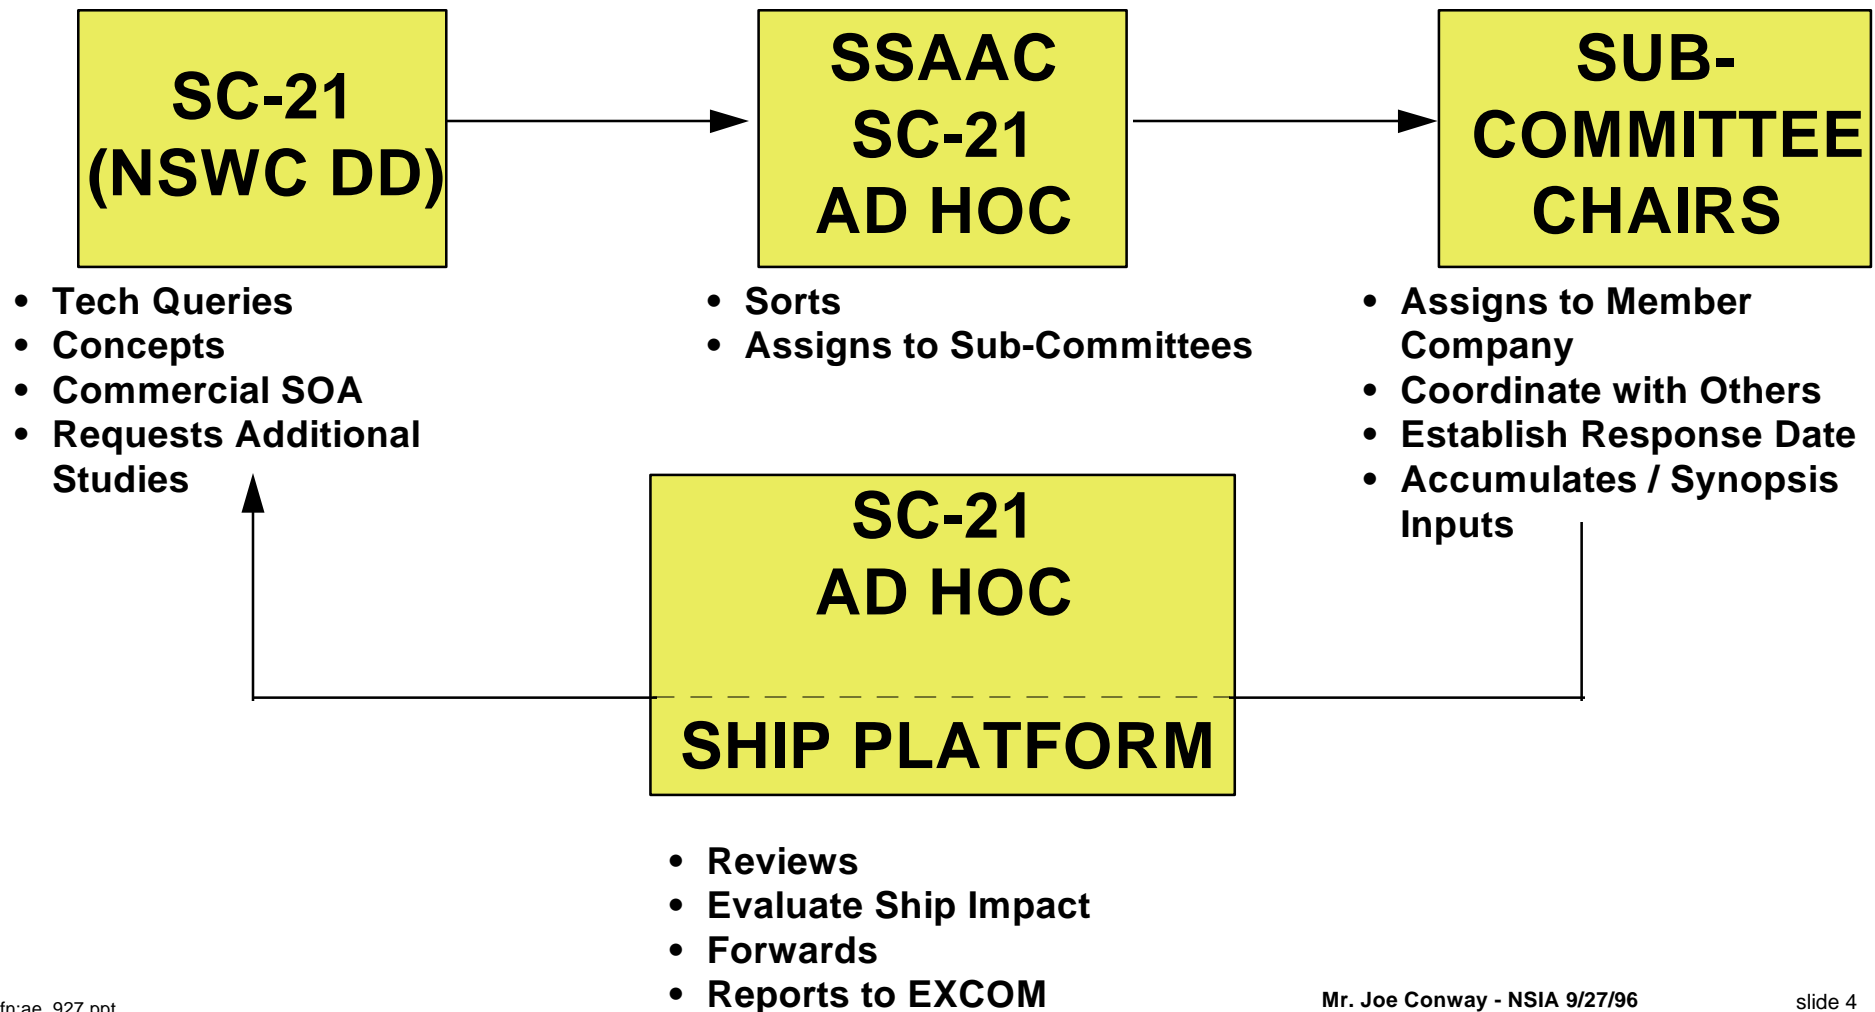 SC-21
(NSWC DD)
SSAAC
SC-21
AD HOC
SUB-
COMMITTEE
CHAIRS
• Tech Queries
• Concepts
• Commercial SOA
• Requests Additional
Studies
• Sorts
• Assigns to Sub-Committees
• Assigns to Member
Company
• Coordinate with Others
• Establish Response Date
• Accumulates / Synopsis
Inputs
SC-21
AD HOC
SHIP PLATFORM
• Reviews
• Evaluate Ship Impact
• Forwards
• Reports to EXCOM
fn:ae_927.ppt
Mr. Joe Conway - NSIA 9/27/96
slide 4